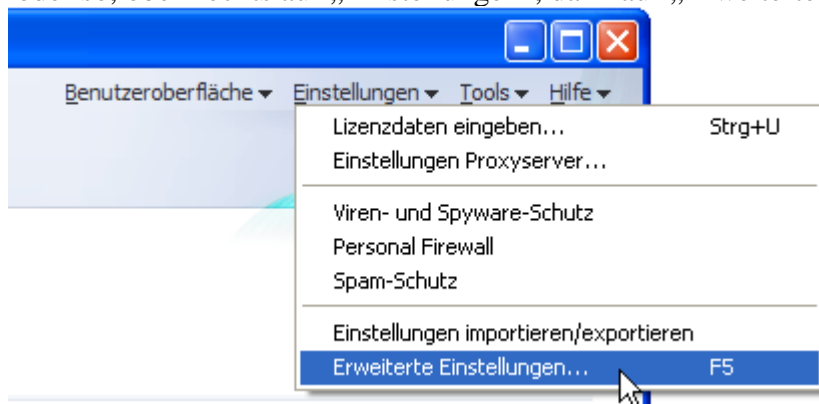 Benutzeroberfläche Einstellungen Tools Hilfe
Lizenzdaten eingeben... Strg+U
Einstellungen Proxyserver...
Viren- und Spyware-Schutz
Personal Firewall
Spam-Schutz
Einstellungen importieren/exportieren
Erweiterte Einstellungen... F5